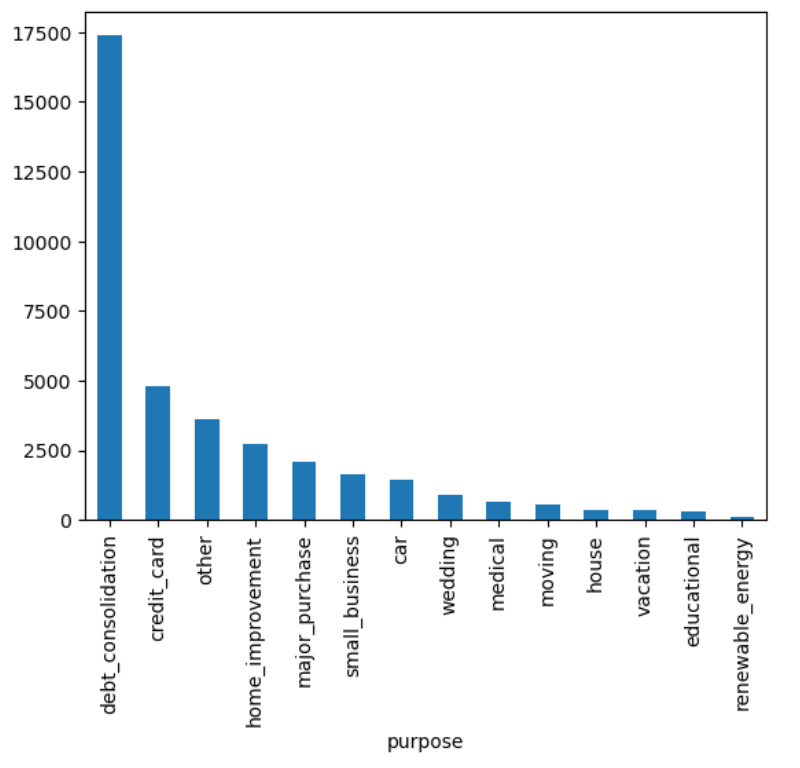 17500
15000
12500
10000
7500
5000
2500
0
debt_consolidation
credit_card
other
home_improvement
major_purchase
small_business
car
wedding
medical
moving
house
vacation
educational
renewable_energy
purpose